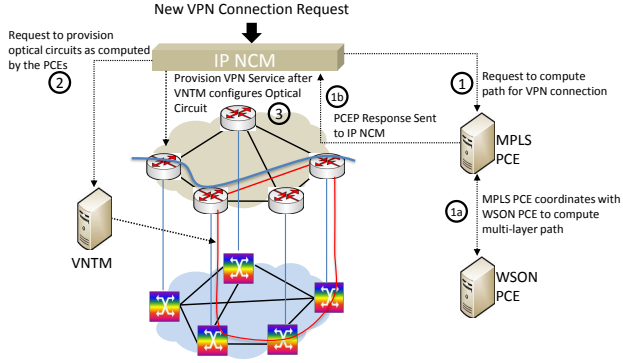 New VPN Connection Request
Request to provision
optical circuits as computed
by the PCEs
2
IP NCM
Provision VPN Service after
VNTM configures Optical
Circuit
3
1b
PCEP Response Sent
to IP NCM
1
Request to compute
path for VPN connection
MPLS
PCE
1a
MPLS PCE coordinates with
WSON PCE to compute
multi-layer path
VNTM
WSON
PCE